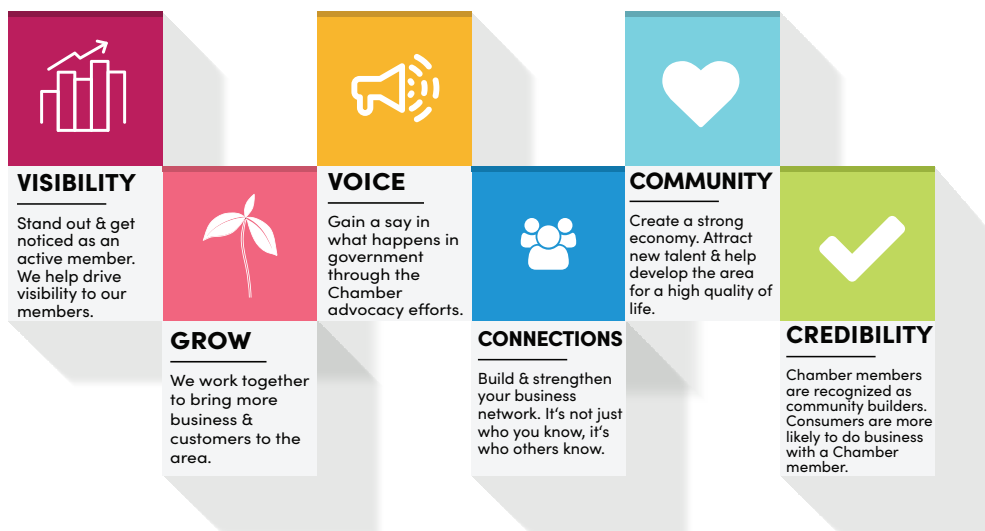 VISIBILITY
Stand out & get
noticed as an
active member.
We help drive
visibility to our
members.
GROW
We work together
to bring more
business &
customers to the
area.
VOICE
Gain a say in
what happens in
government
through the
Chamber
advocacy efforts.
CONNECTIONS
Build & strengthen
your business
network. It's not just
who you know, it's
who others know.
COMMUNITY
Create a strong
economy. Attract
new talent & help
develop the area
for a high quality of
life.
CREDIBILITY
Chamber members
are recognized as
community builders.
Consumers are more
likely to do business
with a Chamber
member.